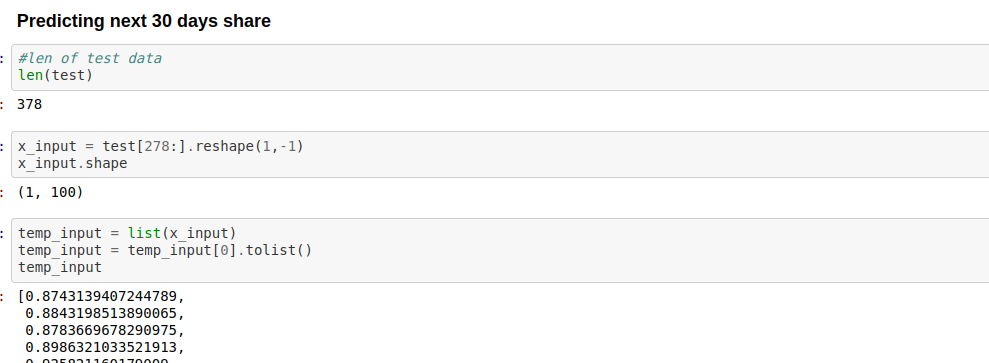 Predicting next 30 days share
: #len of test data
len(test)
: 378
: x_input = test[278:].reshape(1,-1)
x_input.shape
: (1, 100)
: temp_input = list(x_input)
temp_input = temp_input[0].tolist()
temp_input
: [0.8743139407244789,
0.8843198513890065,
0.8783669678290975,
0.8986321033521913,